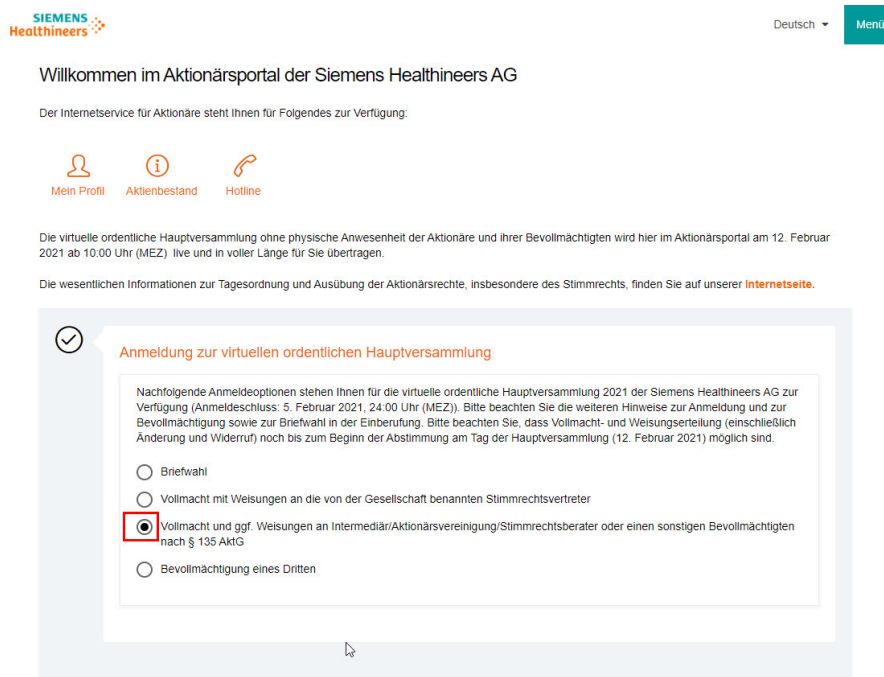 SIEMENS
Healthineers
Deutsch
Menü
Willkommen im Aktionärsportal der Siemens Healthineers AG
Der Internetservice für Aktionäre steht Ihnen für Folgendes zur Verfügung:
Mein Profil
Aktienbestand
Hotline
Die virtuelle ordentliche Hauptversammlung ohne physische Anwesenheit der Aktionäre und ihrer Bevollmächtigten wird hier im Aktionärsportal am 12. Februar
2021 ab 10:00 Uhr (MEZ) live und in voller Länge für Sie übertragen.
Die wesentlichen Informationen zur Tagesordnung und Ausübung der Aktionärsrechte, insbesondere des Stimmrechts, finden Sie auf unserer Internetseite.
Anmeldung zur virtuellen ordentlichen Hauptversammlung
Nachfolgende Anmeldeoptionen stehen Ihnen für die virtuelle ordentliche Hauptversammlung 2021 der Siemens Healthineers AG zur
Verfügung (Anmeldeschluss: 5. Februar 2021, 24:00 Uhr (MEZ)). Bitte beachten Sie die weiteren Hinweise zur Anmeldung und zur
Bevollmächtigung sowie zur Briefwahl in der Einberufung. Bitte beachten Sie, dass Vollmacht- und Weisungserteilung (einschließlich
Änderung und Widerruf) noch bis zum Beginn der Abstimmung am Tag der Hauptversammlung (12. Februar 2021) möglich sind.
Briefwahl
Vollmacht mit Weisungen an die von der Gesellschaft benannten Stimmrechtsvertreter
Vollmacht und ggf. Weisungen an Intermediär/Aktionärsvereinigung/Stimmrechtsberater oder einen sonstigen Bevollmächtigten
nach § 135 AktG
Bevollmächtigung eines Dritten